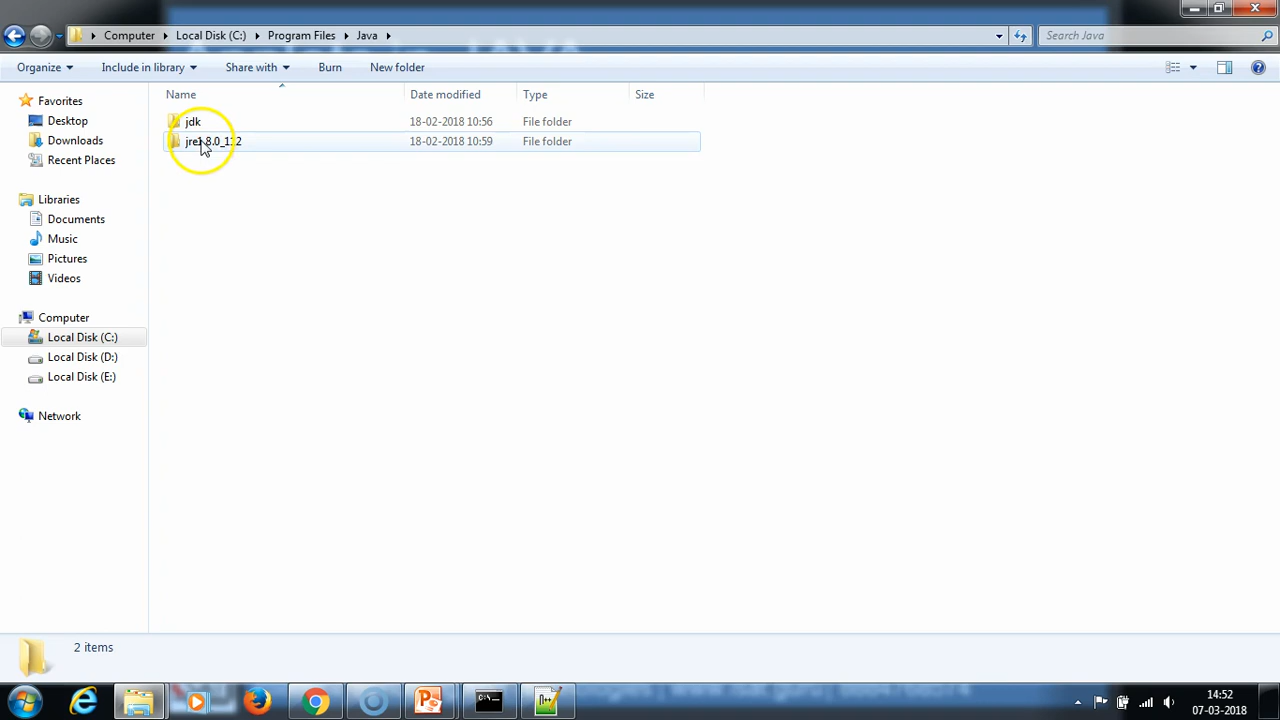 Computer
Local Disk (C:)
Program Files
Java
Search Java
Organize
Include in library
Share with
Burn
New folder
Favorites
Desktop
Downloads
Recent Places
Libraries
Documents
Music
Pictures
Videos
Computer
Local Disk (C:)
Local Disk (D:)
Local Disk (E:)
Network
Name Date modified Type Size
jdk 18-02-2018 10:56 File folder
18-02-2018 10:59 File folder
2 items
14:52
07-03-2018